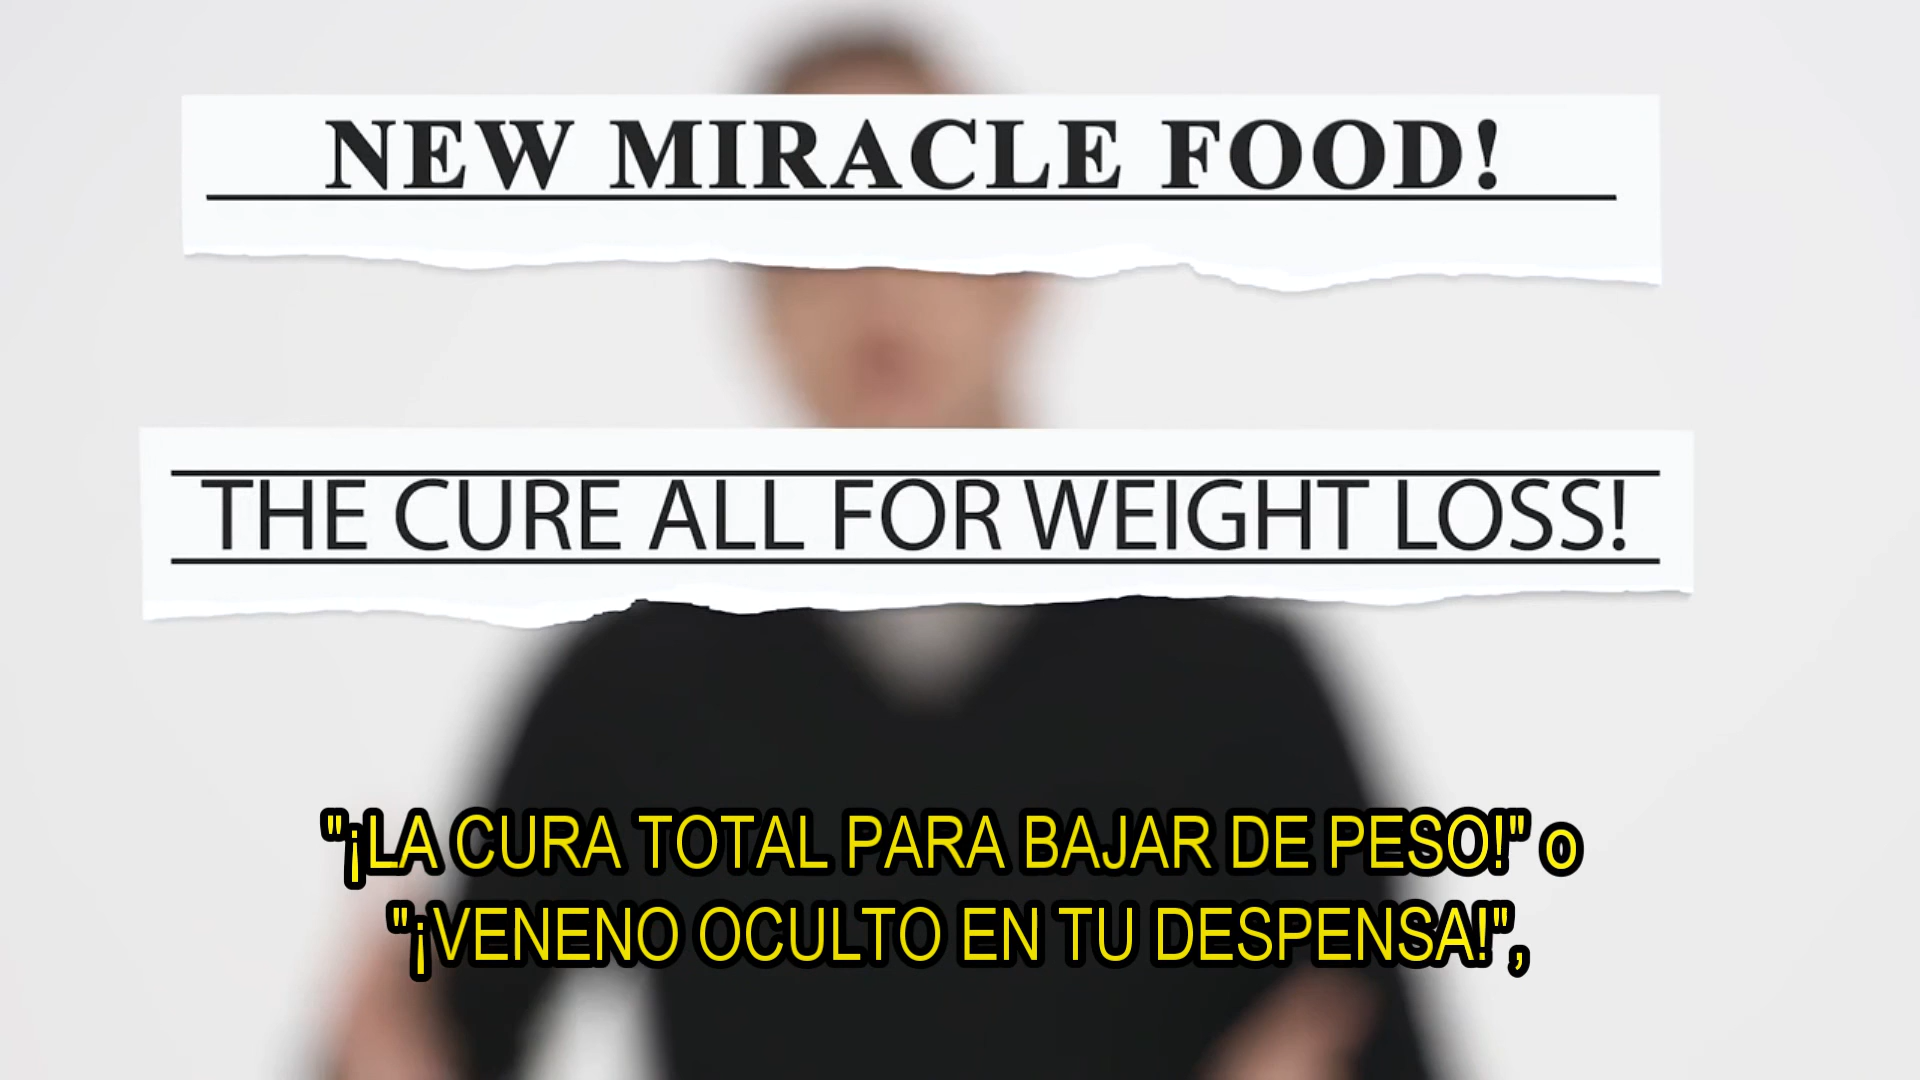 NEW MIRACLE FOOD!
THE CURE ALL FOR WEIGHT LOSS!
"¡LA CURA TOTAL PARA BAJAR DE PESO!" o
"¡VENENO OCULTO EN TU DESPENSA!",